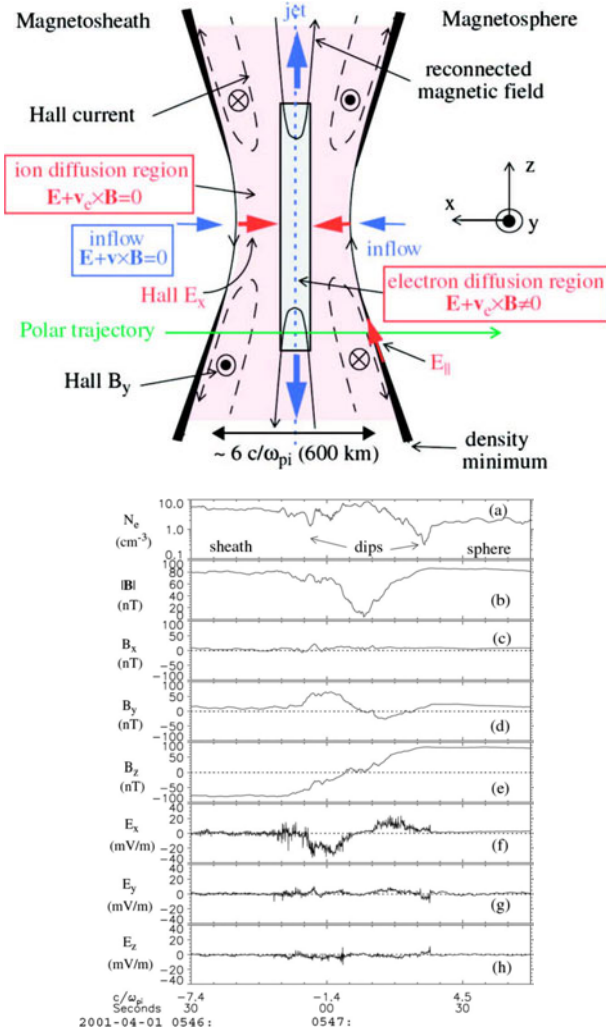 Magnetosheath
jet
Magnetosphere
reconnected
magnetic field
Hall current
ion diffusion region
E+vₑ×B=0
z
x
y
inflow
E+v×B=0
inflow
Hall Eₓ
electron diffusion region
E+vₑ×B≠0
Polar trajectory
E||
Hall Bᵧ
~ 6 c/ωpi (600 km)
density
minimum
Nₑ
(cm⁻³)
10.0
1.0
0.1
(a)
sheath
dips
sphere
|B|
(nT)
100
80
60
40
20
0
(b)
Bₓ
(nT)
100
50
0
−50
−100
(c)
Bᵧ
(nT)
100
50
0
−50
−100
(d)
B_z
(nT)
100
50
0
−50
−100
(e)
Eₓ
(mV/m)
40
20
0
−20
−40
(f)
Eᵧ
(mV/m)
40
20
0
−20
−40
(g)
E_z
(mV/m)
40
20
0
−20
−40
(h)
c/ωpi −7.4 −1.4 4.5
Seconds 30 00 30
2001−04−01 0546: 0547: